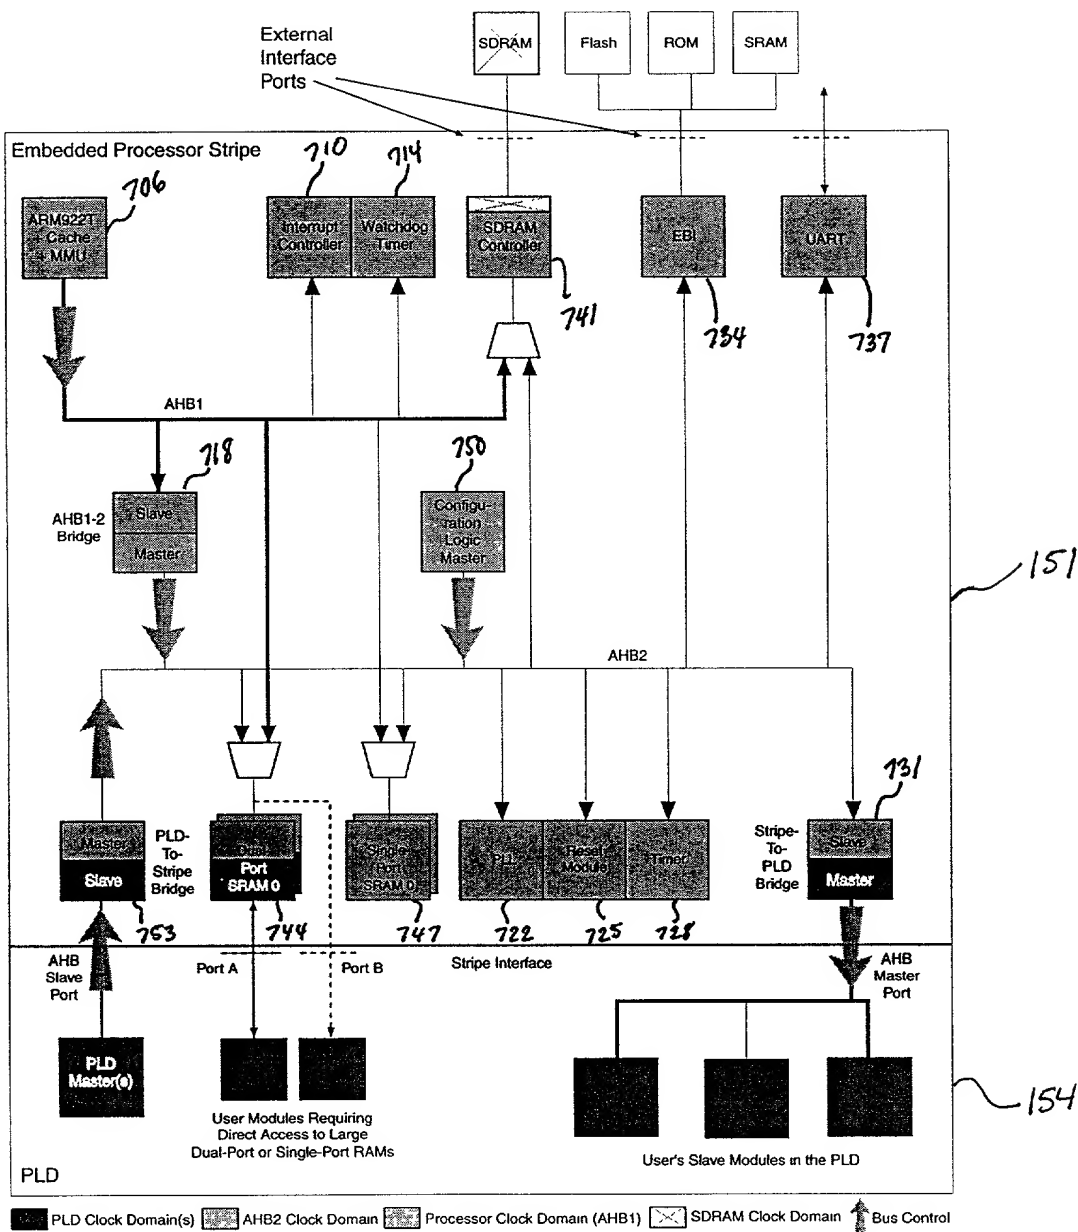 External
Interface
Ports
SDRAM
Flash
ROM
SRAM
Embedded Processor Stripe
706
710
714
ARM922T
+ Cache
+ MMU
Interrupt
Controller
Watchdog
Timer
SDRAM
Controller
EBI
UART
741
734
737
AHB1
718
750
AHB1-2
Bridge
Slave
Master
Configu-
ration
Logic
Master
151
AHB2
731
Master
Slave
PLD-
To-
Stripe
Bridge
Dual
Port
SRAM 0
Single
Port
SRAM 0
PLL
Reset
Module
Timer
Stripe-
To-
PLD
Bridge
Slave
Master
753
744
747
722
725
728
AHB
Slave
Port
Port A
Port B
Stripe Interface
AHB
Master
Port
PLD
Master(s)
154
User Modules Requiring
Direct Access to Large
Dual-Port or Single-Port RAMs
User's Slave Modules in the PLD
PLD
PLD Clock Domain(s)
AHB2 Clock Domain
Processor Clock Domain (AHB1)
SDRAM Clock Domain
Bus Control